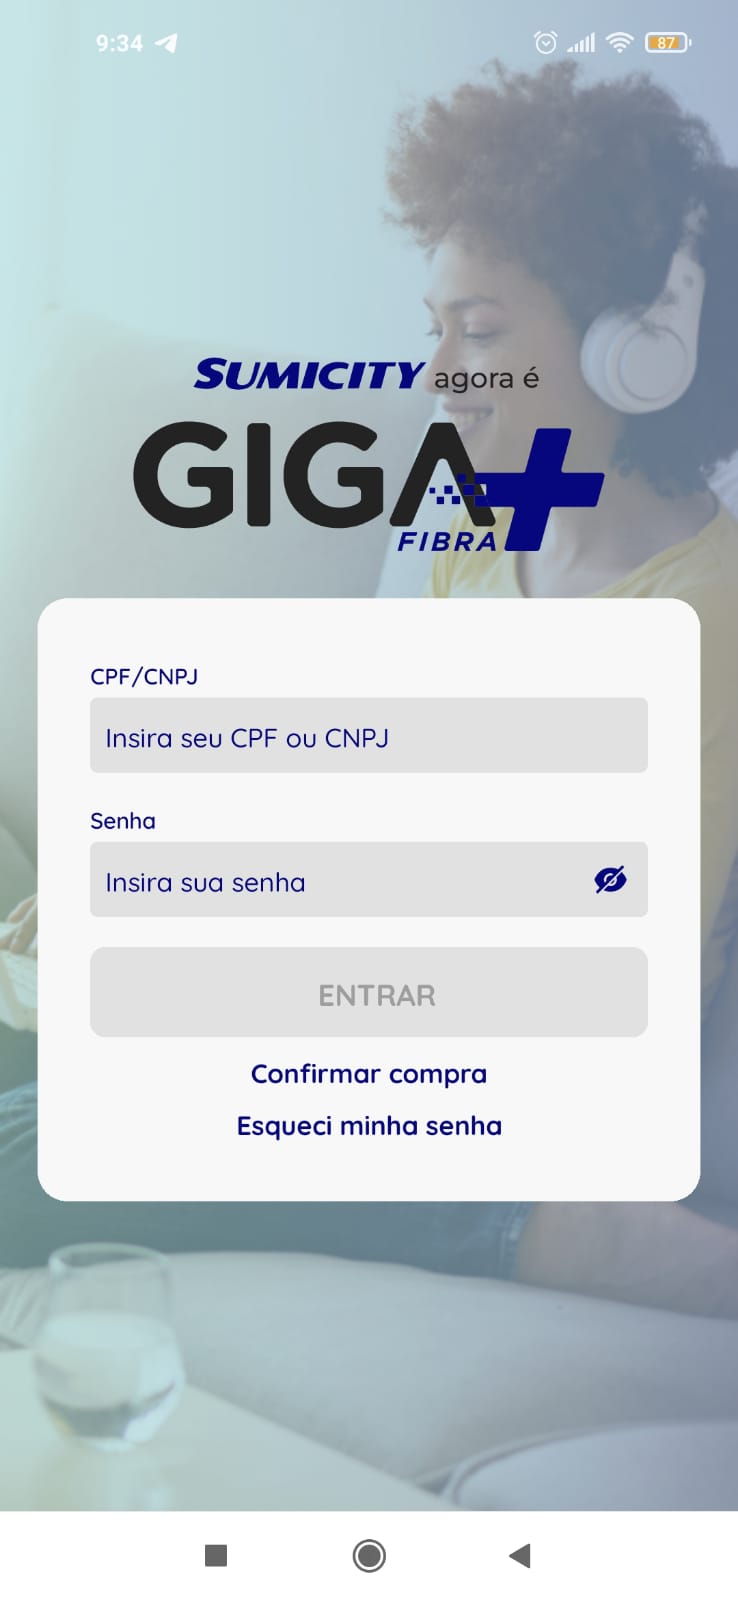 9:34
87
SUMICITY agora é
GIGA+
FIBRA
CPF/CNPJ
Insira seu CPF ou CNPJ
Senha
Insira sua senha
ENTRAR
Confirmar compra
Esqueci minha senha